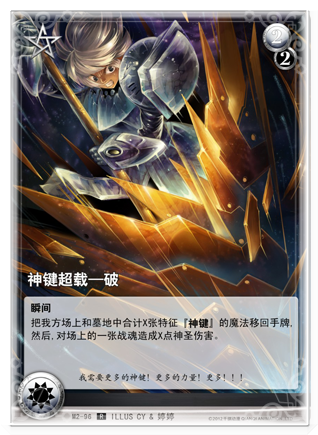 2
2
神键超载—破
瞬间
把我方场上和墓地中合计X张特征『神键』的魔法移回手牌,
然后,对场上的一张战魂造成X点神圣伤害。
我需要更多的神键!更多的力量!更多!!!
M2-96 ILLUS CY & 婷婷